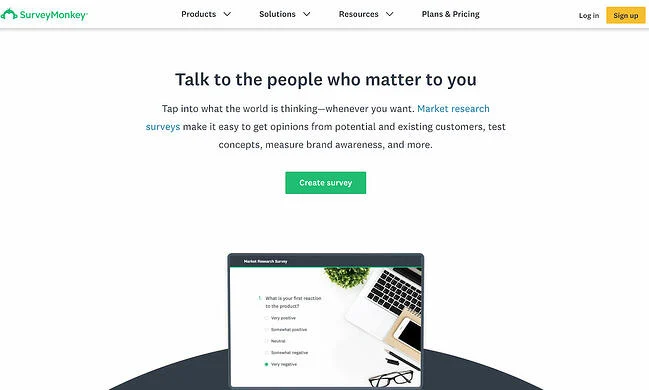 SurveyMonkey®
Products
Solutions
Resources
Plans & Pricing
Log in
Sign up
Talk to the people who matter to you
Tap into what the world is thinking—whenever you want. Market research
surveys make it easy to get opinions from potential and existing customers, test
concepts, measure brand awareness, and more.
Create survey
Market Research Survey
1. What is your first reaction
to the product?
Very positive
Somewhat positive
Neutral
Somewhat negative
Very negative